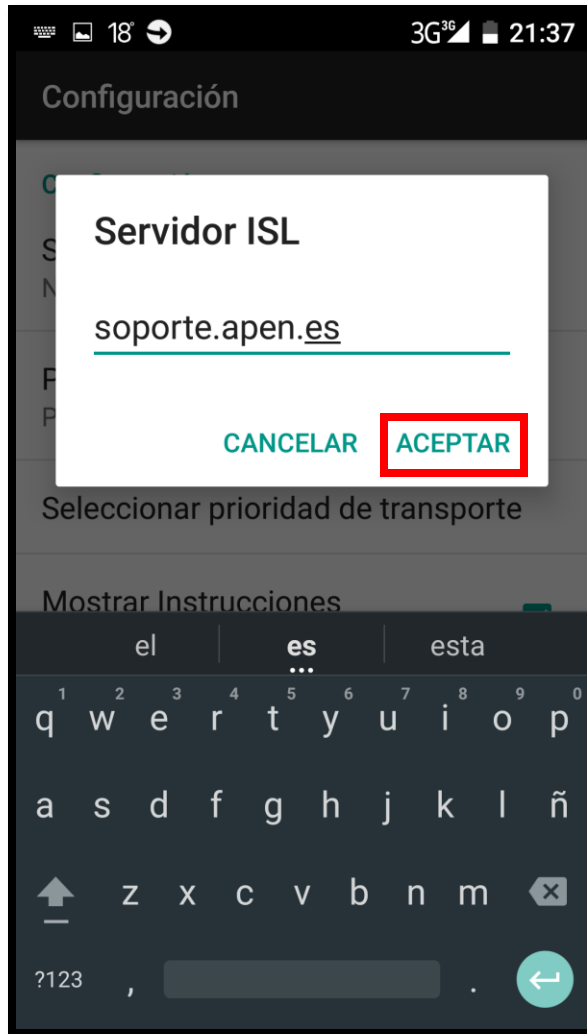 18° 3G 3G 21:37
Configuración
S
N
Servidor ISL
soporte.apen.es
P
P
CANCELAR ACEPTAR
Seleccionar prioridad de transporte
Mostrar Instrucciones
el es esta
1 2 3 4 5 6 7 8 9 0
q w e r t y u i o p
a s d f g h j k l ñ
z x c v b n m
?123 , .